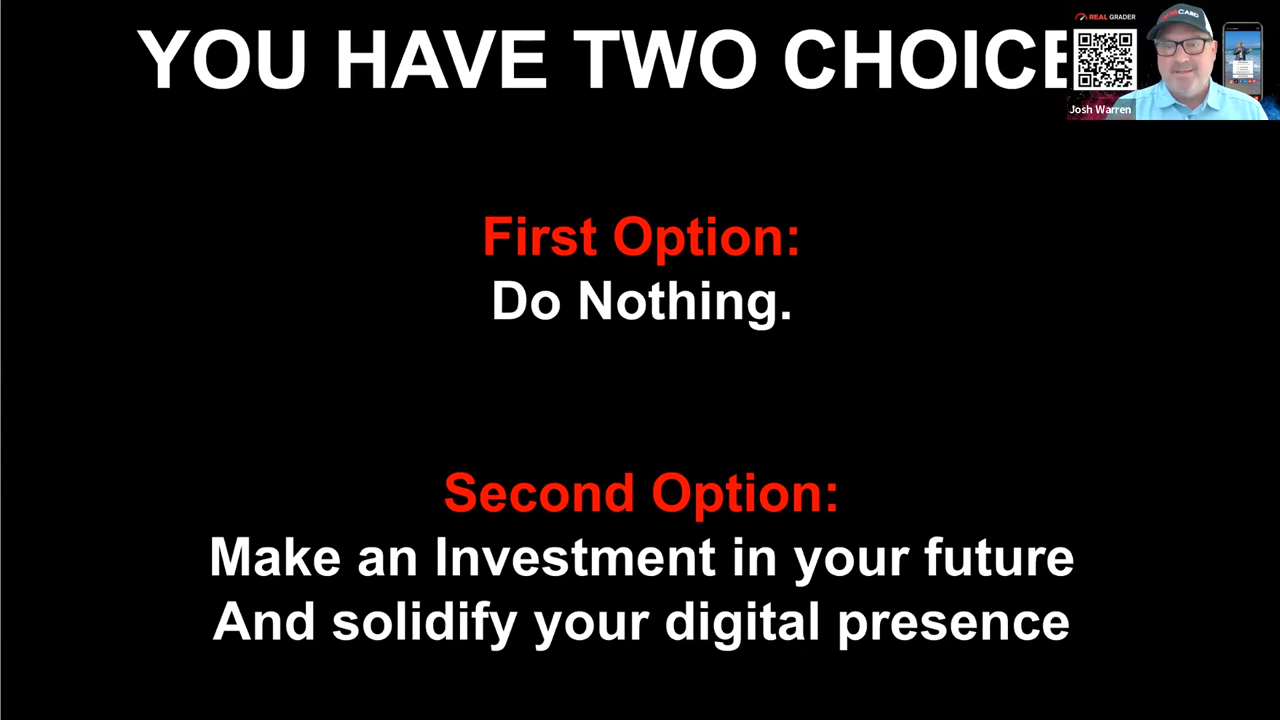 YOU HAVE TWO CHOICE
REAL GRADER
Josh Warren
First Option:
Do Nothing.
Second Option:
Make an Investment in your future
And solidify your digital presence